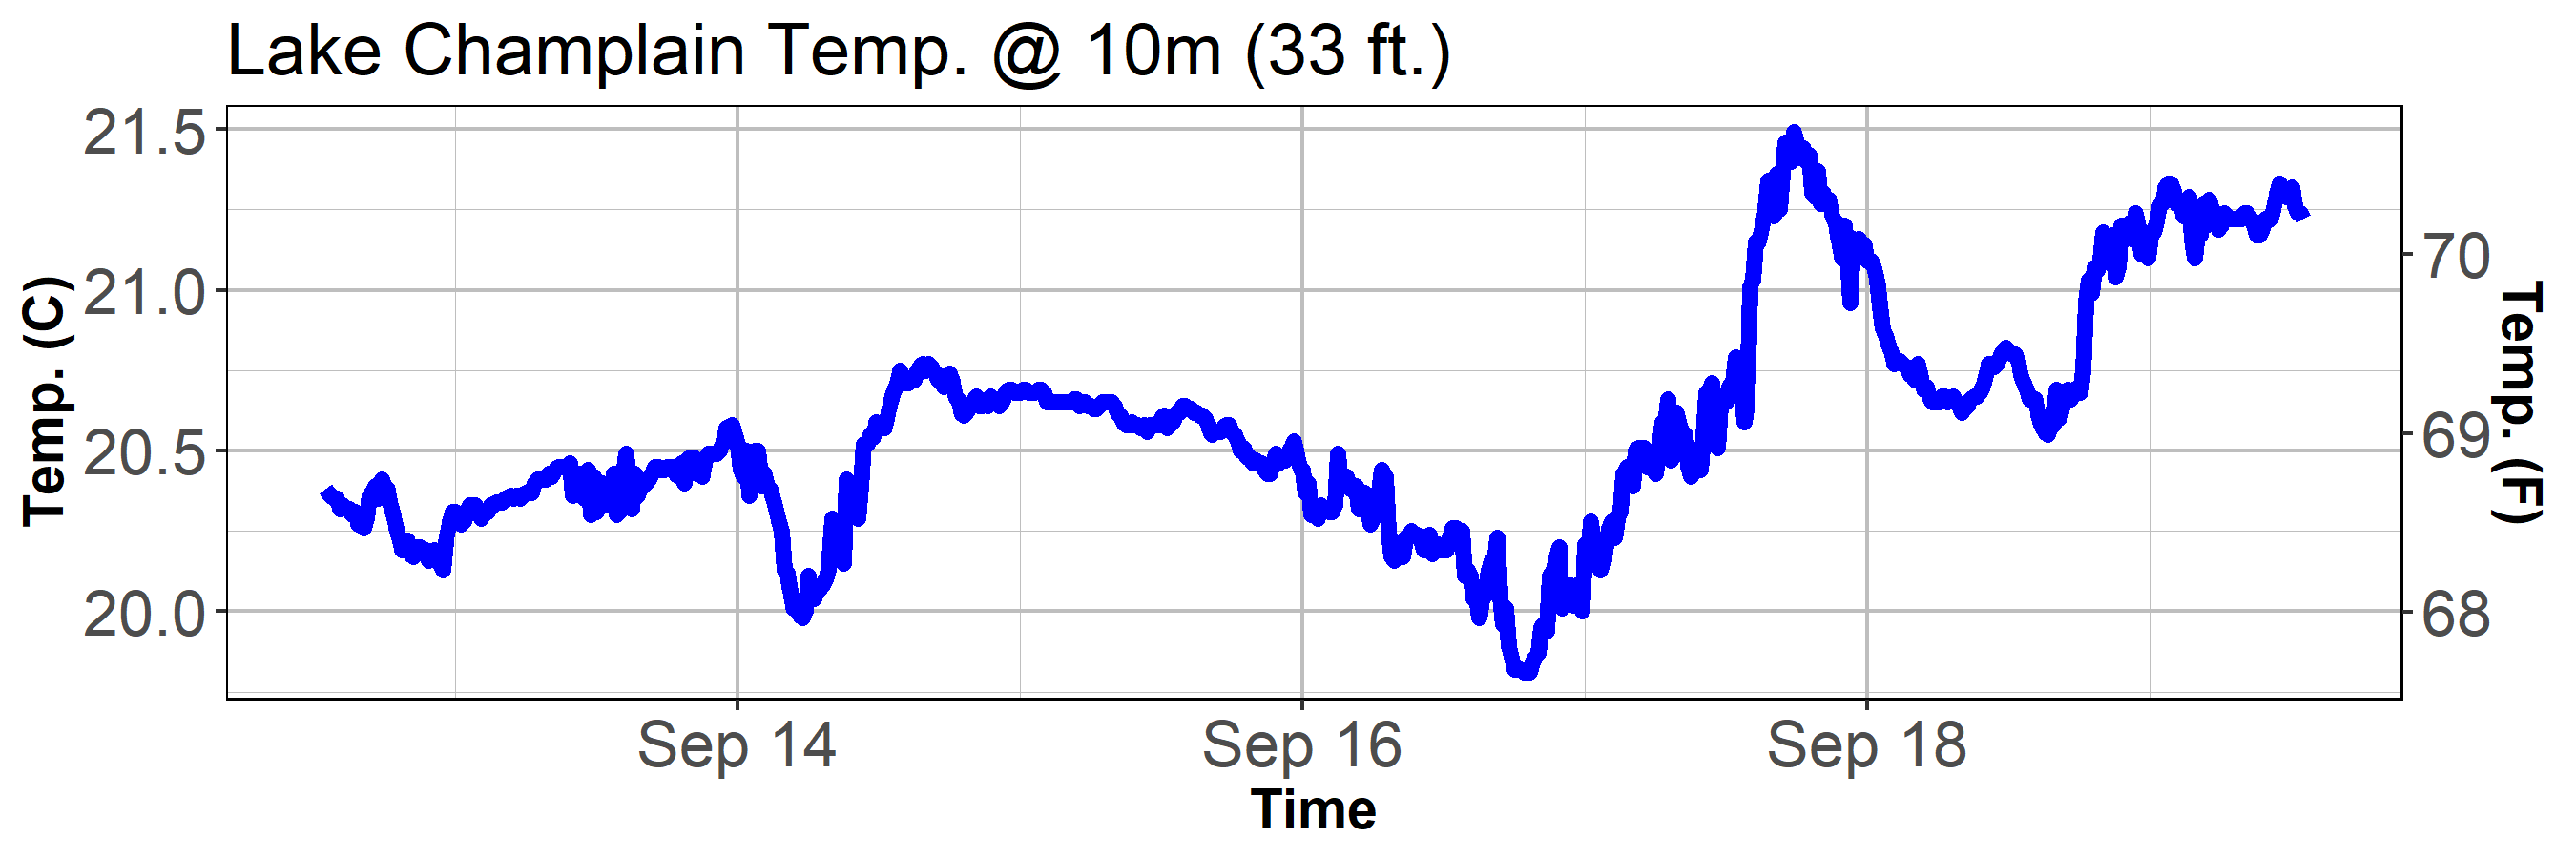 Lake Champlain Temp. @ 10m (33 ft.)
21.5
21.0
20.5
20.0
Temp. (C)
70
69
68
Temp. (F)
Sep 14
Sep 16
Sep 18
Time